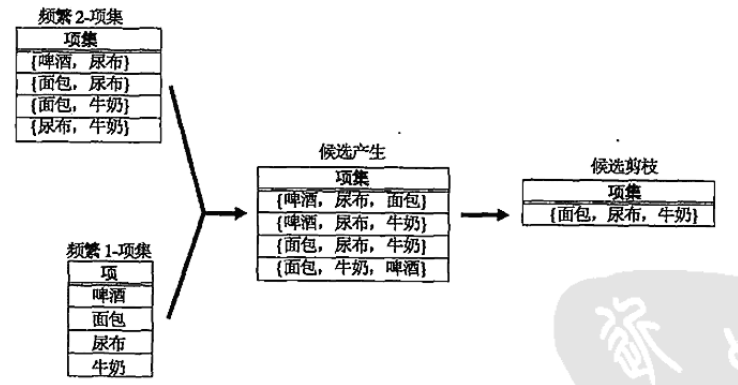 频繁2-项集
项集
{啤酒，尿布}
{面包，尿布}
{面包，牛奶}
{尿布，牛奶}
频繁1-项集
项
啤酒
面包
尿布
牛奶
候选产生
项集
{啤酒，尿布，面包}
{啤酒，尿布，牛奶}
{面包，尿布，牛奶}
{面包，牛奶，啤酒}
候选剪枝
项集
{面包，尿布，牛奶}